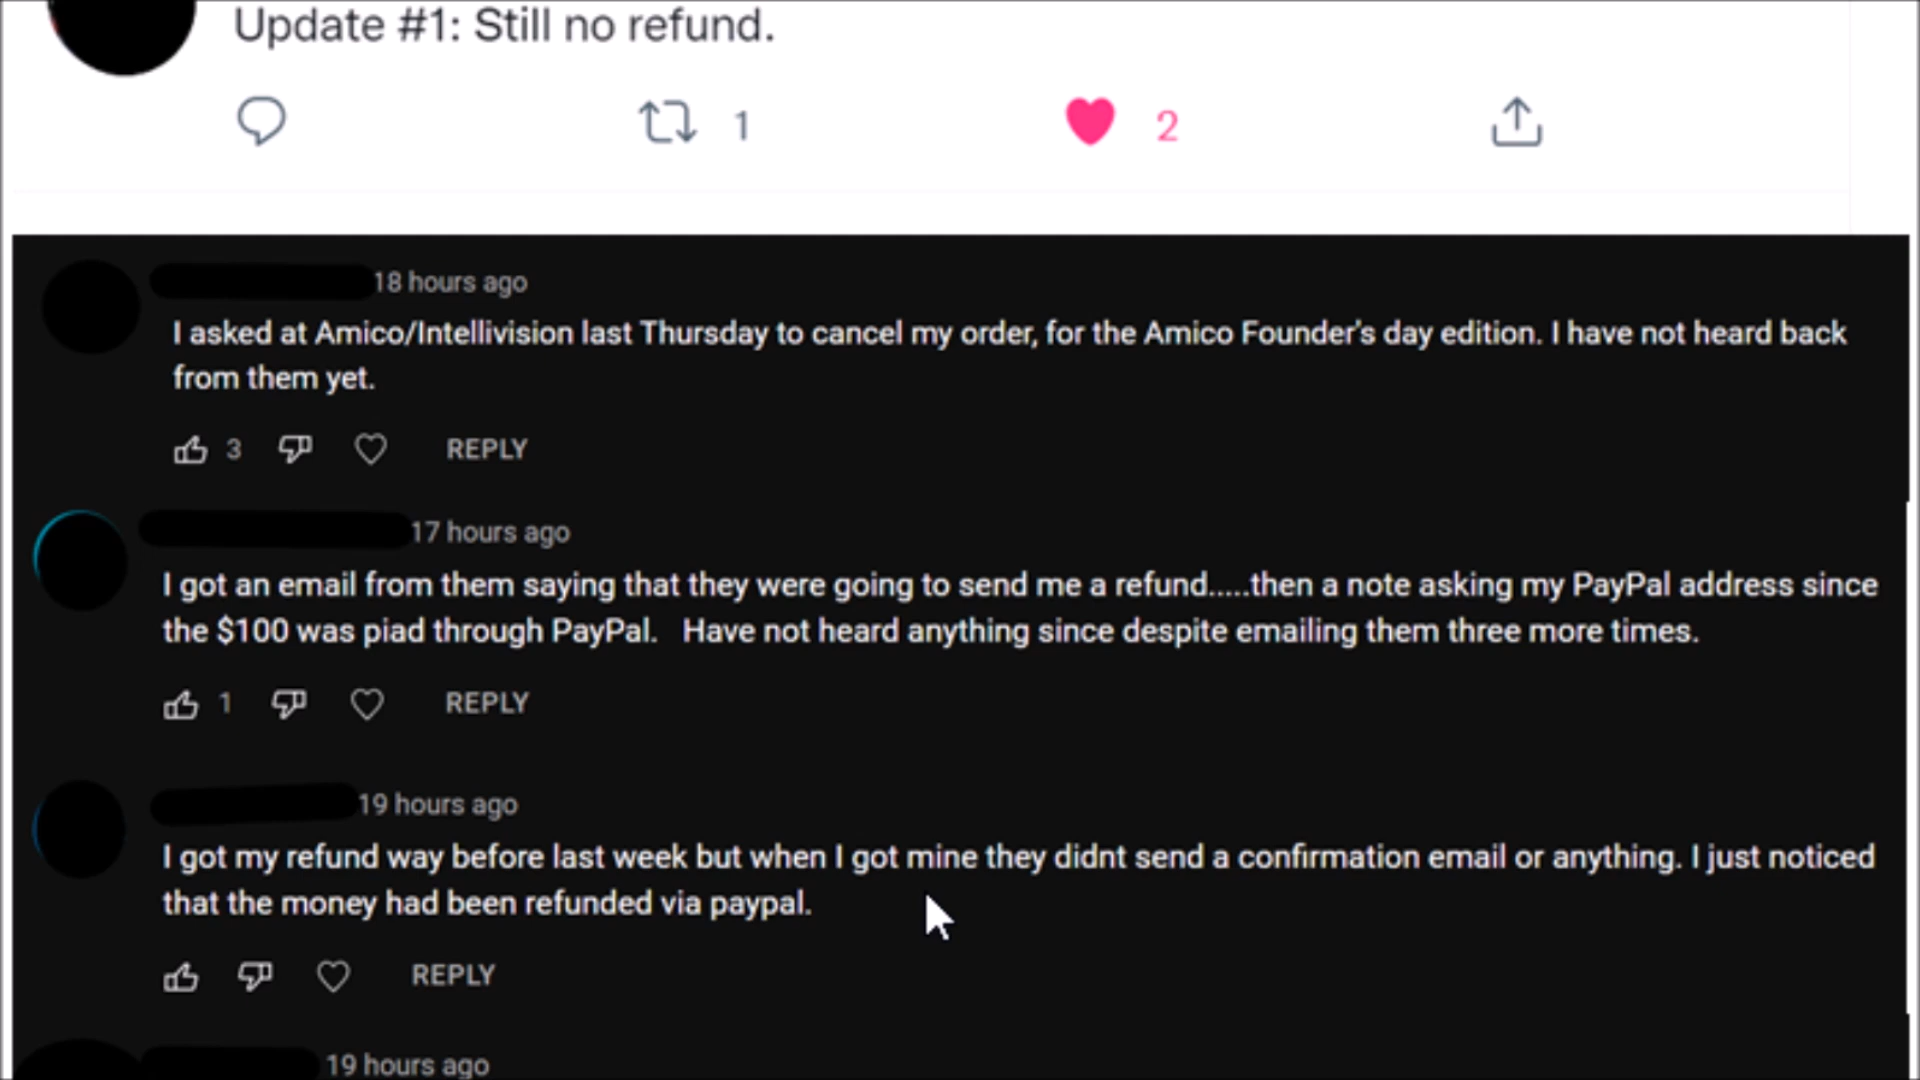 Update #1: Still no refund.
1
2
18 hours ago
I asked at Amico/Intellivision last Thursday to cancel my order, for the Amico Founder's day edition. I have not heard back
from them yet.
3 REPLY
17 hours ago
I got an email from them saying that they were going to send me a refund.....then a note asking my PayPal address since
the $100 was piad through PayPal.   Have not heard anything since despite emailing them three more times.
1 REPLY
19 hours ago
I got my refund way before last week but when I got mine they didnt send a confirmation email or anything. I just noticed
that the money had been refunded via paypal.
REPLY
19 hours ago